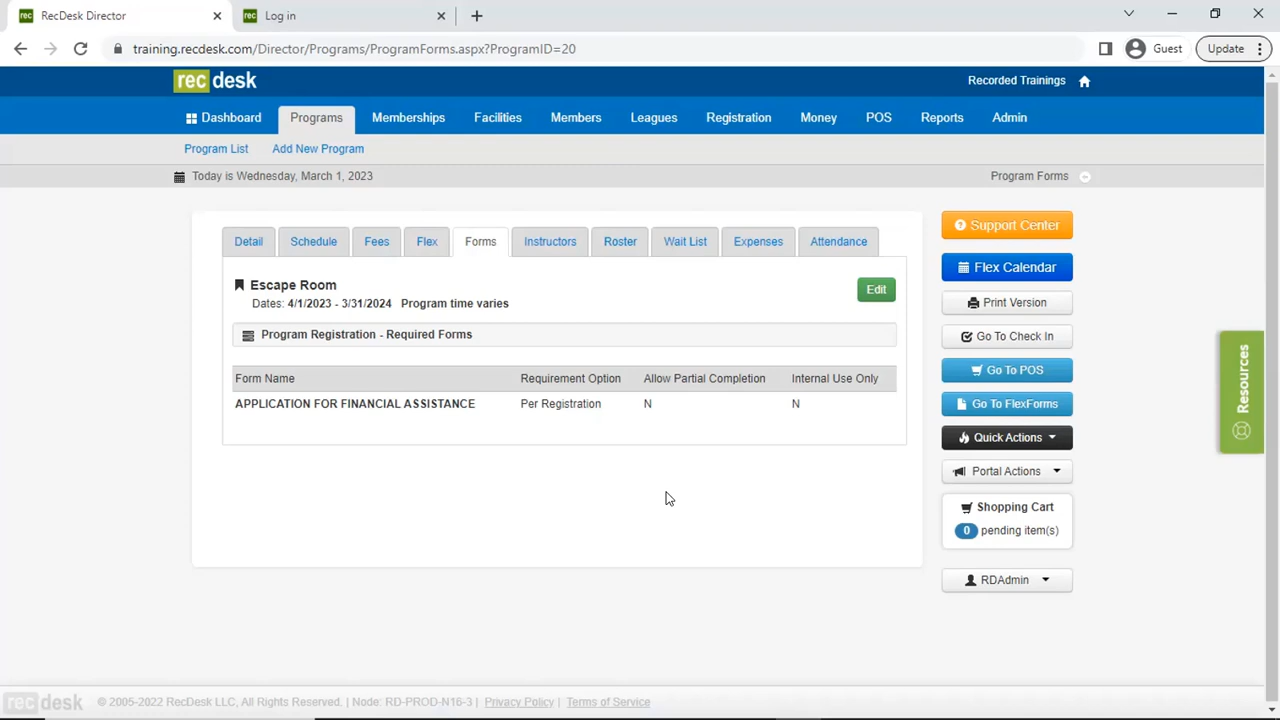 RecDesk Director
Log in
training.recdesk.com/Director/Programs/ProgramForms.aspx?ProgramID=20
Guest
Update
recdesk
Recorded Trainings
Dashboard Programs Memberships Facilities Members Leagues Registration Money POS Reports Admin
Program List Add New Program
Today is Wednesday, March 1, 2023
Program Forms
Detail Schedule Fees Flex Forms Instructors Roster Wait List Expenses Attendance
Escape Room
Edit
Dates: 4/1/2023 - 3/31/2024 Program time varies
Program Registration - Required Forms
Form Name Requirement Option Allow Partial Completion Internal Use Only
APPLICATION FOR FINANCIAL ASSISTANCE Per Registration N N
Support Center
Flex Calendar
Print Version
Go To Check In
Go To POS
Go To FlexForms
Quick Actions
Portal Actions
Shopping Cart
0 pending item(s)
RDAdmin
Resources
recdesk © 2005-2022 RecDesk LLC, All Rights Reserved. | Node: RD-PROD-N16-3 | Privacy Policy | Terms of Service